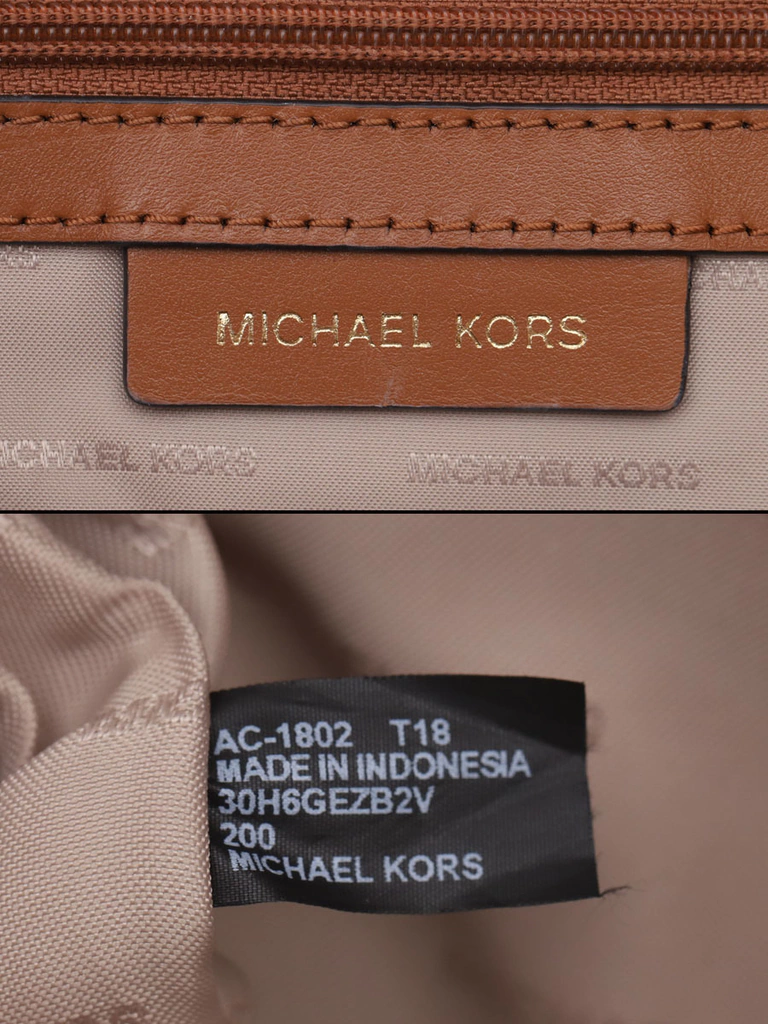 MICHAEL KORS
MICHAEL KORS MICHAEL KORS
AC-1802 T18
MADE IN INDONESIA
30H6GEZB2V
200
MICHAEL KORS